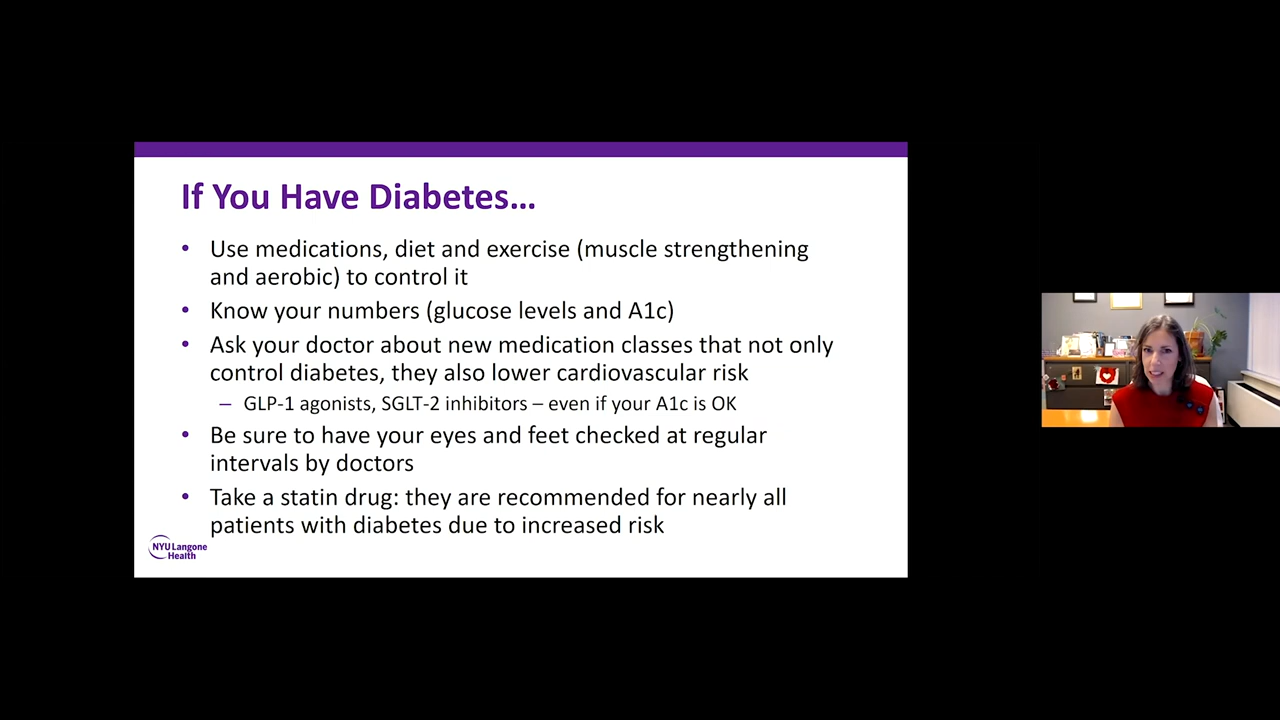 If You Have Diabetes...
• Use medications, diet and exercise (muscle strengthening
and aerobic) to control it
• Know your numbers (glucose levels and A1c)
• Ask your doctor about new medication classes that not only
control diabetes, they also lower cardiovascular risk
– GLP-1 agonists, SGLT-2 inhibitors – even if your A1c is OK
• Be sure to have your eyes and feet checked at regular
intervals by doctors
• Take a statin drug: they are recommended for nearly all
patients with diabetes due to increased risk
NYU Langone
Health